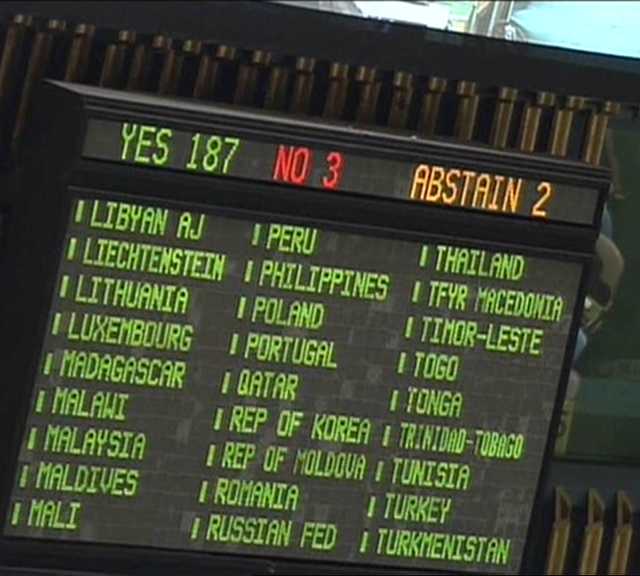 YES 187 NO 3 ABSTAIN 2
LIBYAN AJ PERU THAILAND
LIECHTENSTEIN PHILIPPINES TFYR MACEDONIA
LITHUANIA POLAND TIMOR-LESTE
LUXEMBOURG PORTUGAL TOGO
MADAGASCAR QATAR TONGA
MALAWI REP OF KOREA TRINIDAD-TOBAGO
MALAYSIA REP OF MOLDOVA TUNISIA
MALDIVES ROMANIA TURKEY
MALI RUSSIAN FED TURKMENISTAN